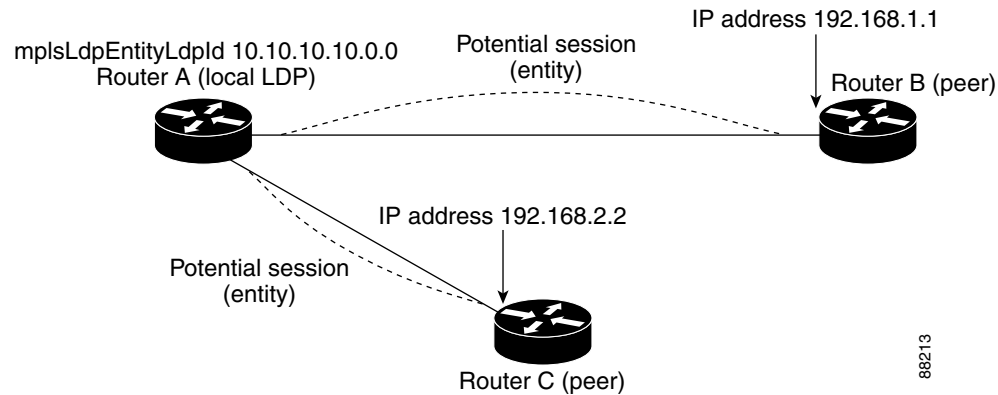 IP address 192.168.1.1
mplsLdpEntityLdpId 10.10.10.10.0.0
Router A (local LDP)
Potential session
(entity)
Router B (peer)
IP address 192.168.2.2
Potential session
(entity)
Router C (peer)
88213